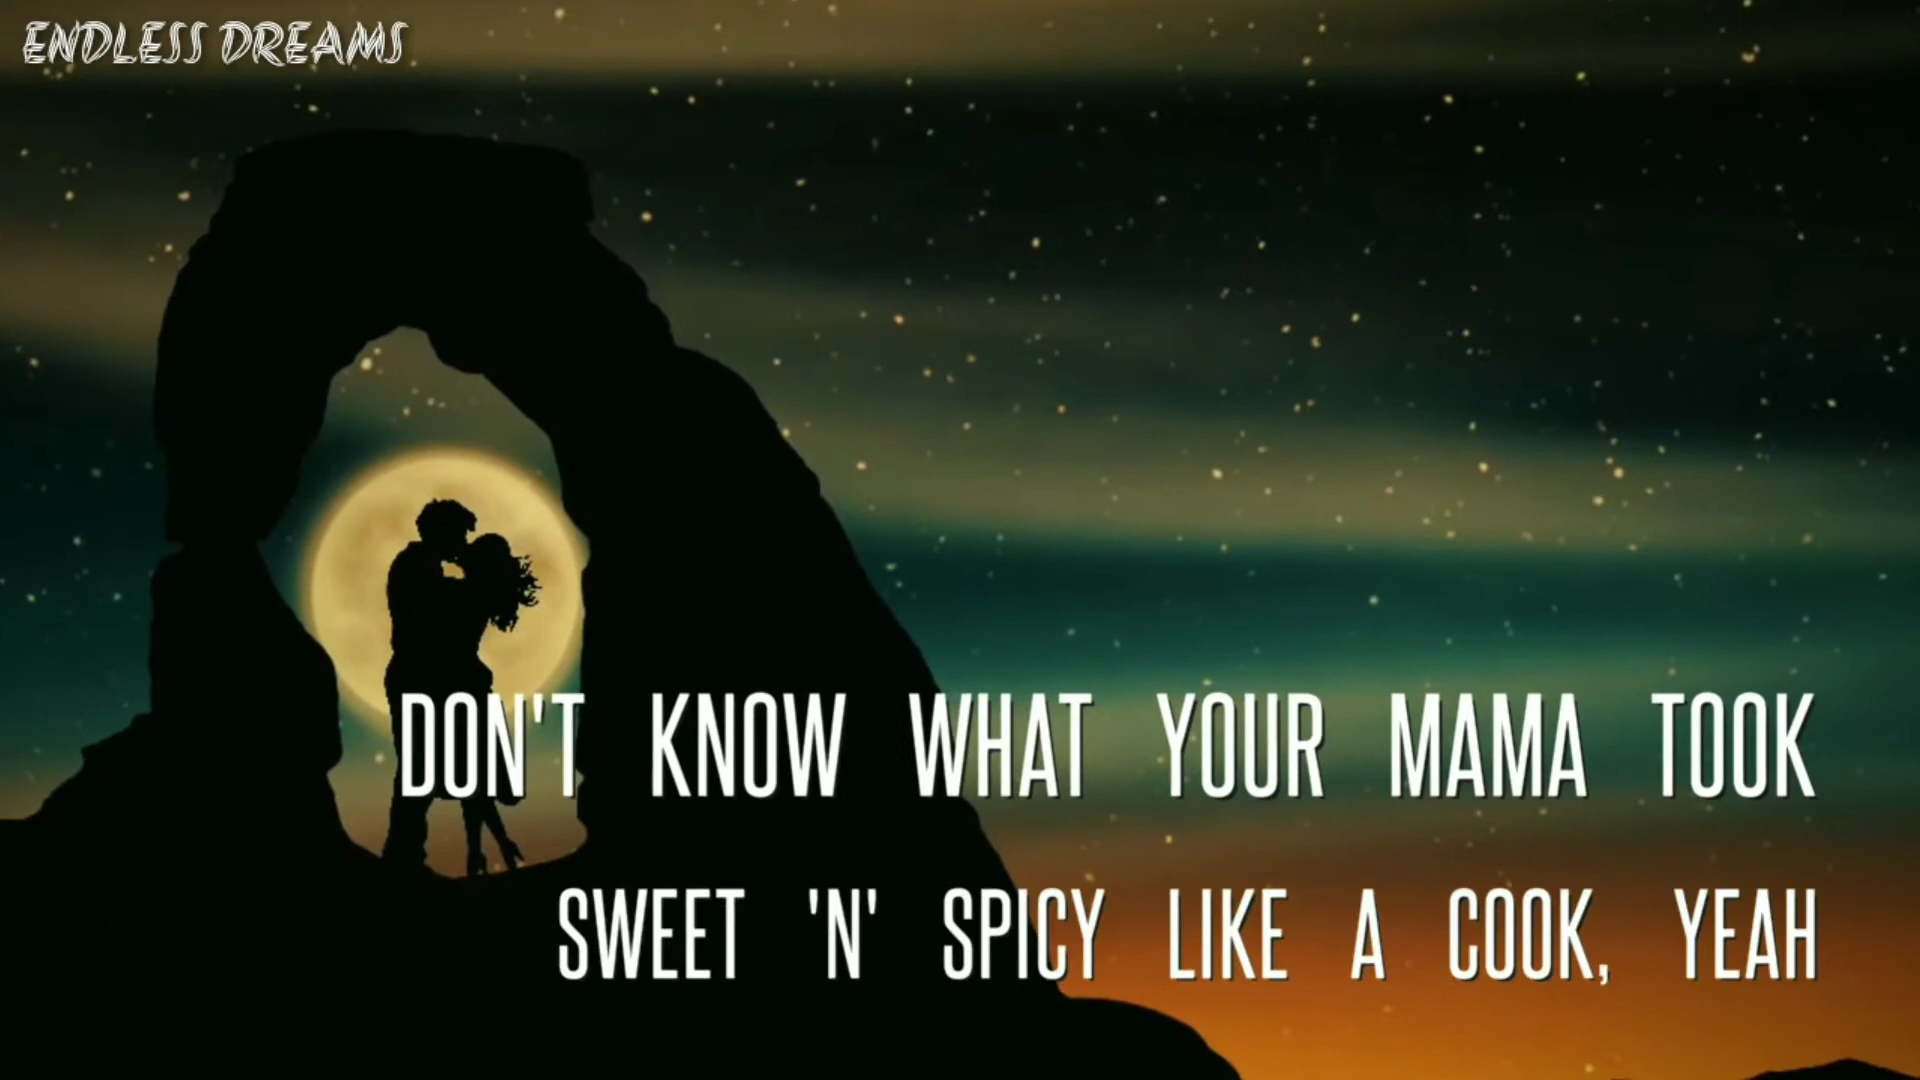 ENDLESS DREAMS
DON'T KNOW WHAT YOUR MAMA TOOK
SWEET 'N' SPICY LIKE A COOK, YEAH